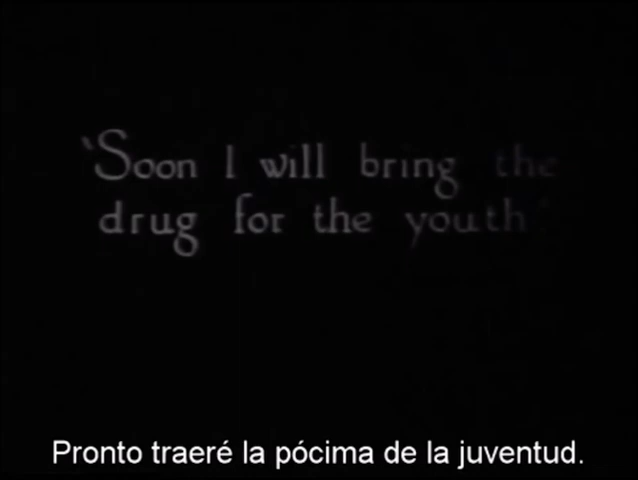 'Soon I will bring the
drug for the youth'
Pronto traeré la pócima de la juventud.